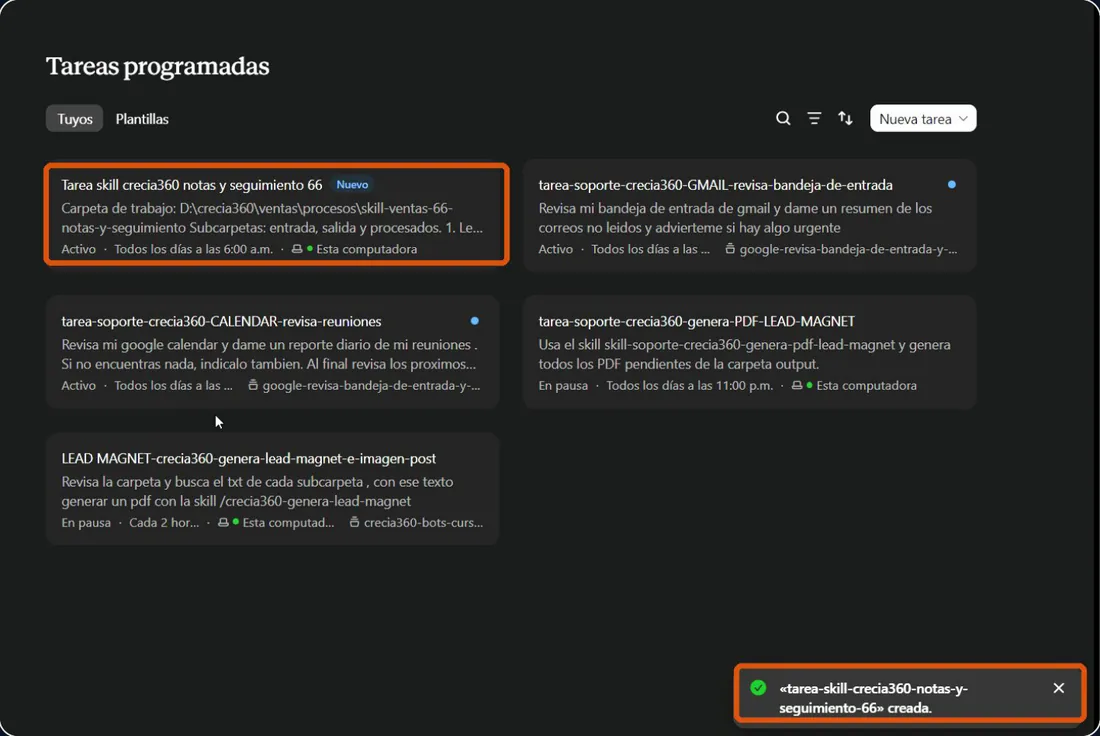 Tareas programadas
Tuyos
Plantillas
Nueva tarea
Tarea skill crecia360 notas y seguimiento 66 Nuevo
Carpeta de trabajo: D:\crecia360\ventas\procesos\skill-ventas-66-
notas-y-seguimiento Subcarpetas: entrada, salida y procesados. 1. Le...
Activo · Todos los días a las 6:00 a.m. · Esta computadora
tarea-soporte-crecia360-GMAIL-revisa-bandeja-de-entrada
Revisa mi bandeja de entrada de gmail y dame un resumen de los
correos no leidos y advierteme si hay algo urgente
Activo · Todos los días a las ... google-revisa-bandeja-de-entrada-y-...
tarea-soporte-crecia360-CALENDAR-revisa-reuniones
Revisa mi google calendar y dame un reporte diario de mi reuniones .
Si no encuentras nada, indicalo tambien. Al final revisa los proximos...
Activo · Todos los días a las ... google-revisa-bandeja-de-entrada-y-...
tarea-soporte-crecia360-genera-PDF-LEAD-MAGNET
Usa el skill skill-soporte-crecia360-genera-pdf-lead-magnet y genera
todos los PDF pendientes de la carpeta output.
En pausa · Todos los días a las 11:00 p.m. · Esta computadora
LEAD MAGNET-crecia360-genera-lead-magnet-e-imagen-post
Revisa la carpeta y busca el txt de cada subcarpeta , con ese texto
generar un pdf con la skill /crecia360-genera-lead-magnet
En pausa · Cada 2 hor... · Esta computad... crecia360-bots-curs...
«tarea-skill-crecia360-notas-y-
seguimiento-66» creada.